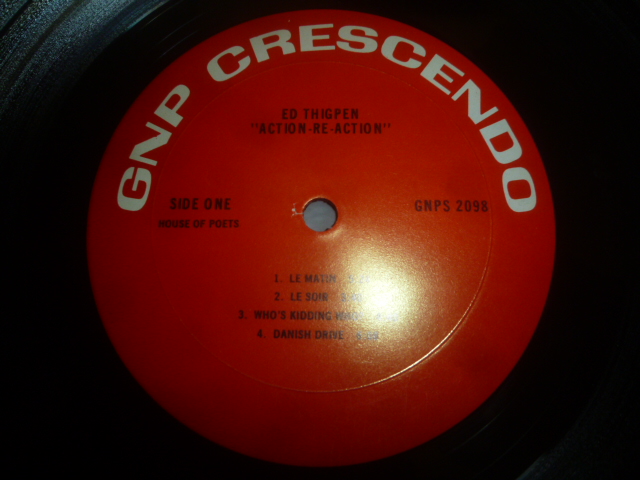 GNP CRESCENDO
ED THIGPEN
"ACTION-RE-ACTION"
SIDE ONE
GNPS 2098
HOUSE OF POETS
1. LE MATIN
2. LE SOIR
3. WHO'S KIDDING
4. DANISH DRIVE